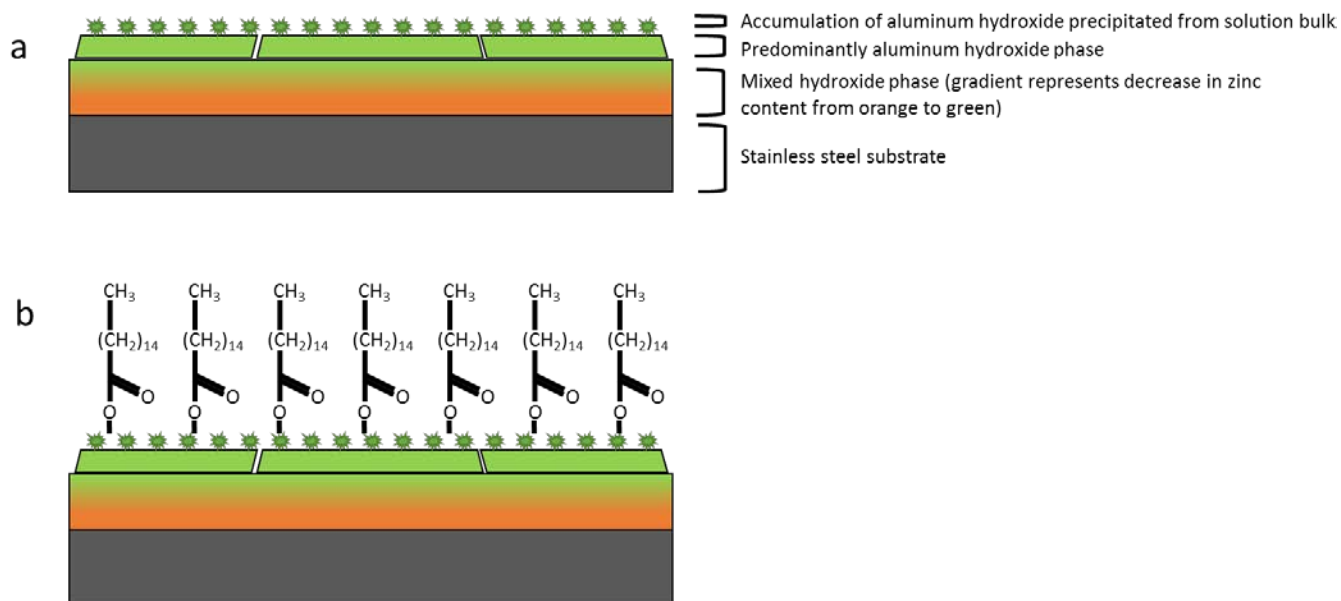 a
Accumulation of aluminum hydroxide precipitated from solution bulk
Predominantly aluminum hydroxide phase
Mixed hydroxide phase (gradient represents decrease in zinc
content from orange to green)
Stainless steel substrate
b
CH₃ CH₃ CH₃ CH₃ CH₃ CH₃ CH₃
(CH₂)₁₄ (CH₂)₁₄ (CH₂)₁₄ (CH₂)₁₄ (CH₂)₁₄ (CH₂)₁₄ (CH₂)₁₄
O O O O O O O
O O O O O O O